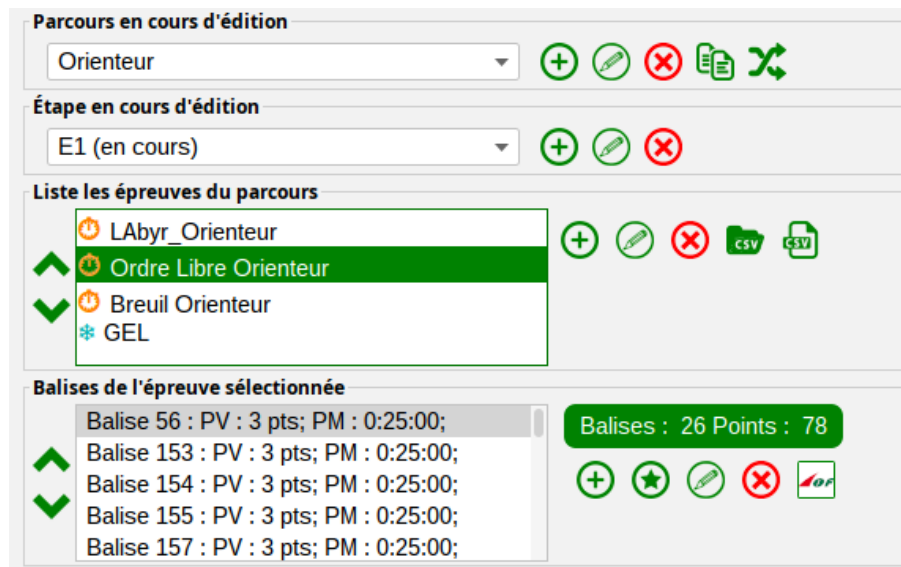 Parcours en cours d'édition
Orienteur
Étape en cours d'édition
E1 (en cours)
Liste les épreuves du parcours
LAbyr_Orienteur
CSV CSV
Ordre Libre Orienteur
Breuil Orienteur
GEL
Balises de l'épreuve sélectionnée
Balise 56 : PV : 3 pts; PM : 0:25:00;
Balises : 26 Points : 78
Balise 153 : PV : 3 pts; PM : 0:25:00;
Balise 154 : PV : 3 pts; PM : 0:25:00;
IOF
Balise 155 : PV : 3 pts; PM : 0:25:00;
Balise 157 : PV : 3 pts; PM : 0:25:00;